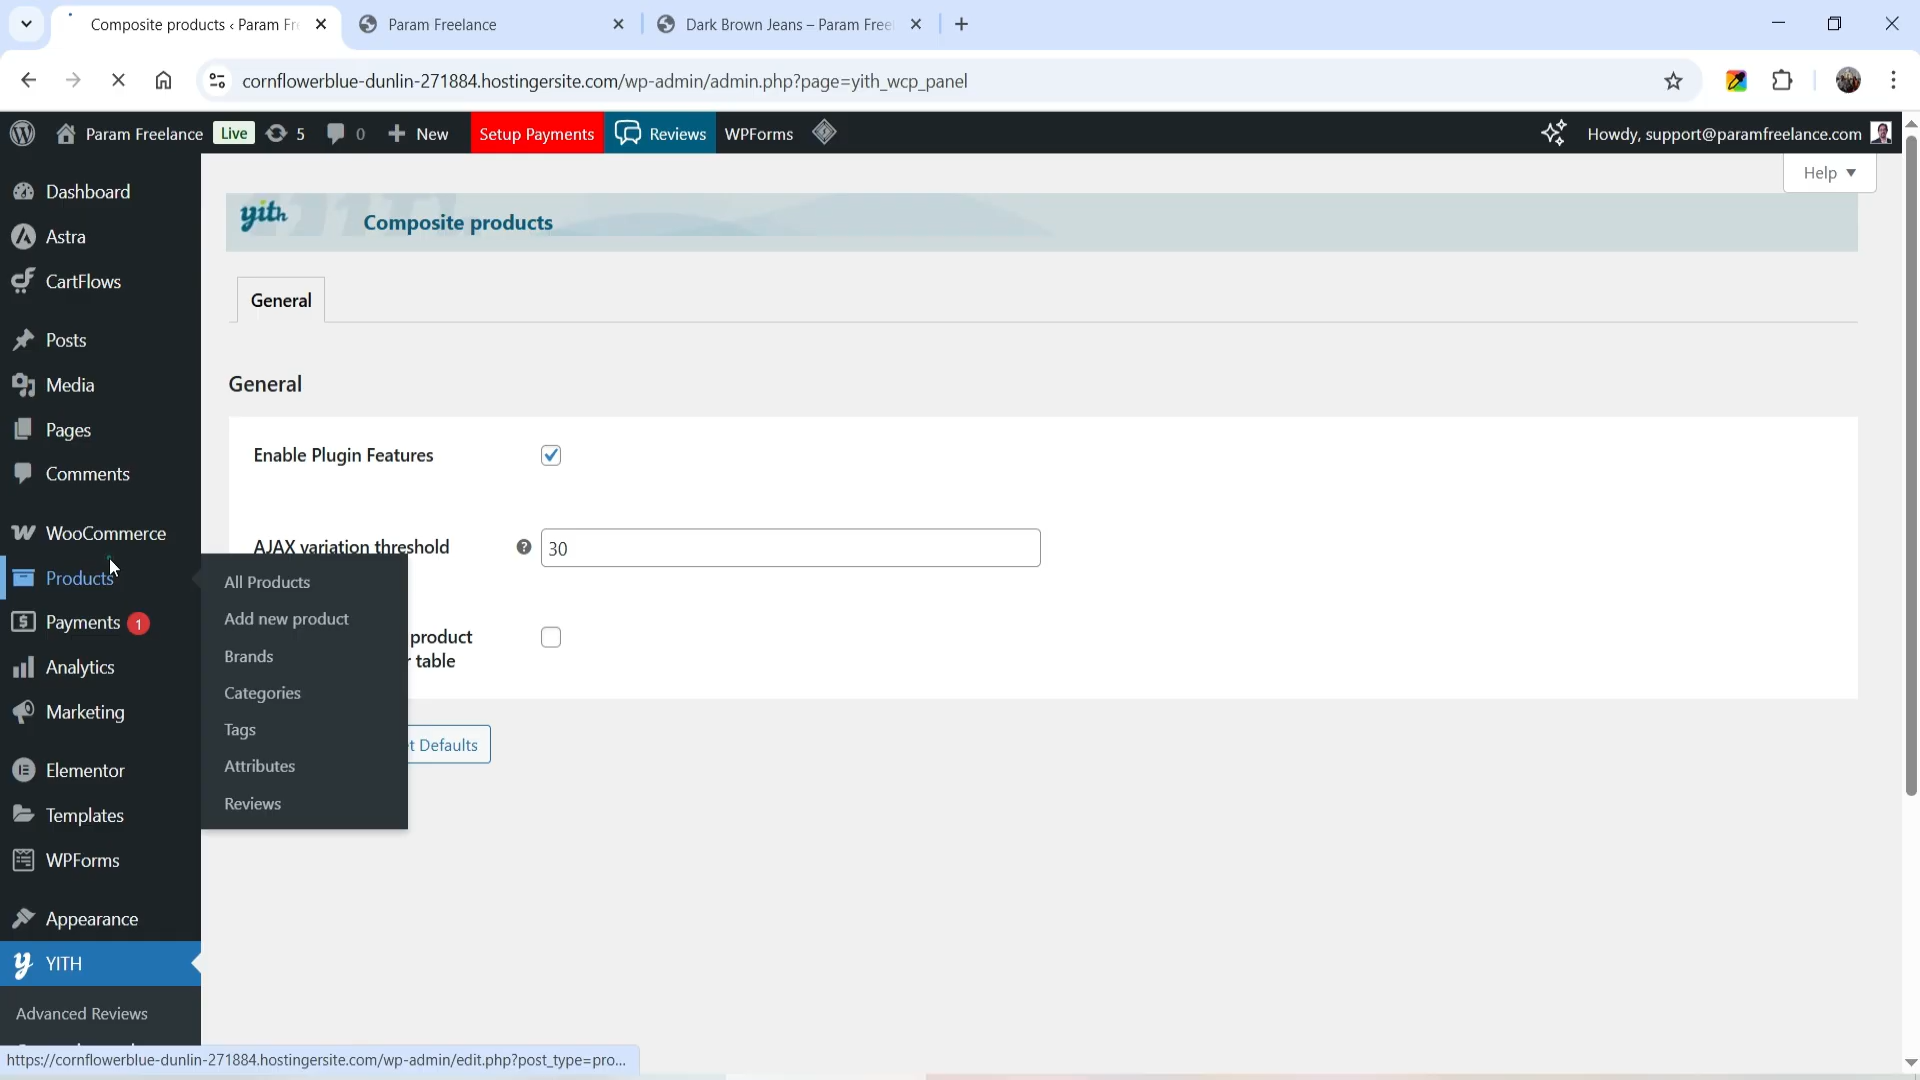 Composite products ‹ Param Fr
Param Freelance
Dark Brown Jeans – Param Free
cornflowerblue-dunlin-271884.hostingersite.com/wp-admin/admin.php?page=yith_wcp_panel
Param Freelance Live 5 0 New Setup Payments Reviews WPForms Howdy, support@paramfreelance.com
Help
Dashboard
Astra
CartFlows
Posts
Media
Pages
Comments
WooCommerce
Products
Payments 1
Analytics
Marketing
Elementor
Templates
WPForms
Appearance
YITH
Advanced Reviews
All Products
Add new product
Brands
Categories
Tags
Attributes
Reviews
yith Composite products
General
General
Enable Plugin Features
AJAX variation threshold ? 30
product
table
t Defaults
https://cornflowerblue-dunlin-271884.hostingersite.com/wp-admin/edit.php?post_type=pro...